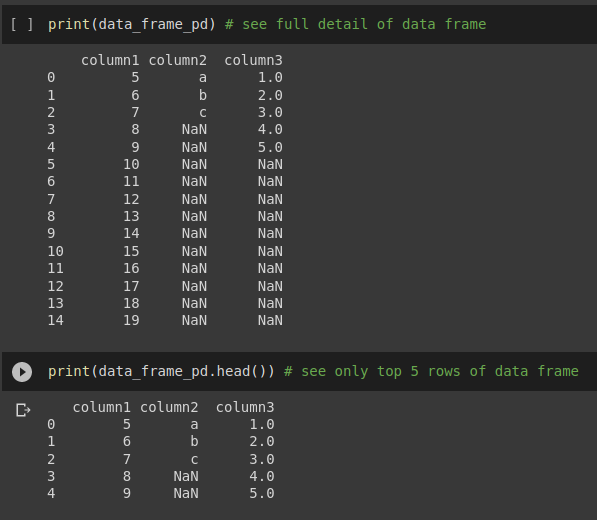 [ ] print(data_frame_pd) # see full detail of data frame
column1 column2 column3
0 5 a 1.0
1 6 b 2.0
2 7 c 3.0
3 8 NaN 4.0
4 9 NaN 5.0
5 10 NaN NaN
6 11 NaN NaN
7 12 NaN NaN
8 13 NaN NaN
9 14 NaN NaN
10 15 NaN NaN
11 16 NaN NaN
12 17 NaN NaN
13 18 NaN NaN
14 19 NaN NaN
print(data_frame_pd.head()) # see only top 5 rows of data frame
column1 column2 column3
0 5 a 1.0
1 6 b 2.0
2 7 c 3.0
3 8 NaN 4.0
4 9 NaN 5.0